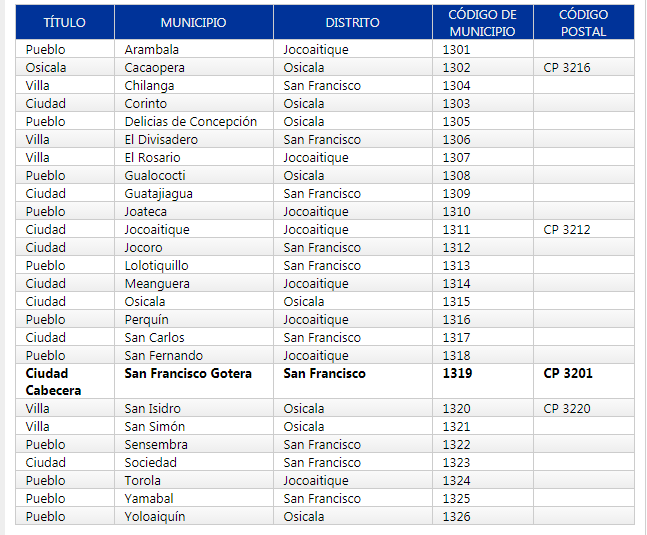 TÍTULO MUNICIPIO DISTRITO CÓDIGO DE MUNICIPIO CÓDIGO POSTAL
Pueblo Arambala Jocoaitique 1301
Osicala Cacaopera Osicala 1302 CP 3216
Villa Chilanga San Francisco 1304
Ciudad Corinto Osicala 1303
Pueblo Delicias de Concepción Osicala 1305
Villa El Divisadero San Francisco 1306
Villa El Rosario Jocoaitique 1307
Pueblo Gualococti Osicala 1308
Ciudad Guatajiagua San Francisco 1309
Pueblo Joateca Jocoaitique 1310
Ciudad Jocoaitique Jocoaitique 1311 CP 3212
Ciudad Jocoro San Francisco 1312
Pueblo Lolotiquillo San Francisco 1313
Ciudad Meanguera Jocoaitique 1314
Ciudad Osicala Osicala 1315
Pueblo Perquín Jocoaitique 1316
Ciudad San Carlos San Francisco 1317
Pueblo San Fernando Jocoaitique 1318
Ciudad Cabecera San Francisco Gotera San Francisco 1319 CP 3201
Villa San Isidro Osicala 1320 CP 3220
Villa San Simón Osicala 1321
Pueblo Sensembra San Francisco 1322
Ciudad Sociedad San Francisco 1323
Pueblo Torola Jocoaitique 1324
Pueblo Yamabal San Francisco 1325
Pueblo Yoloaiquín Osicala 1326